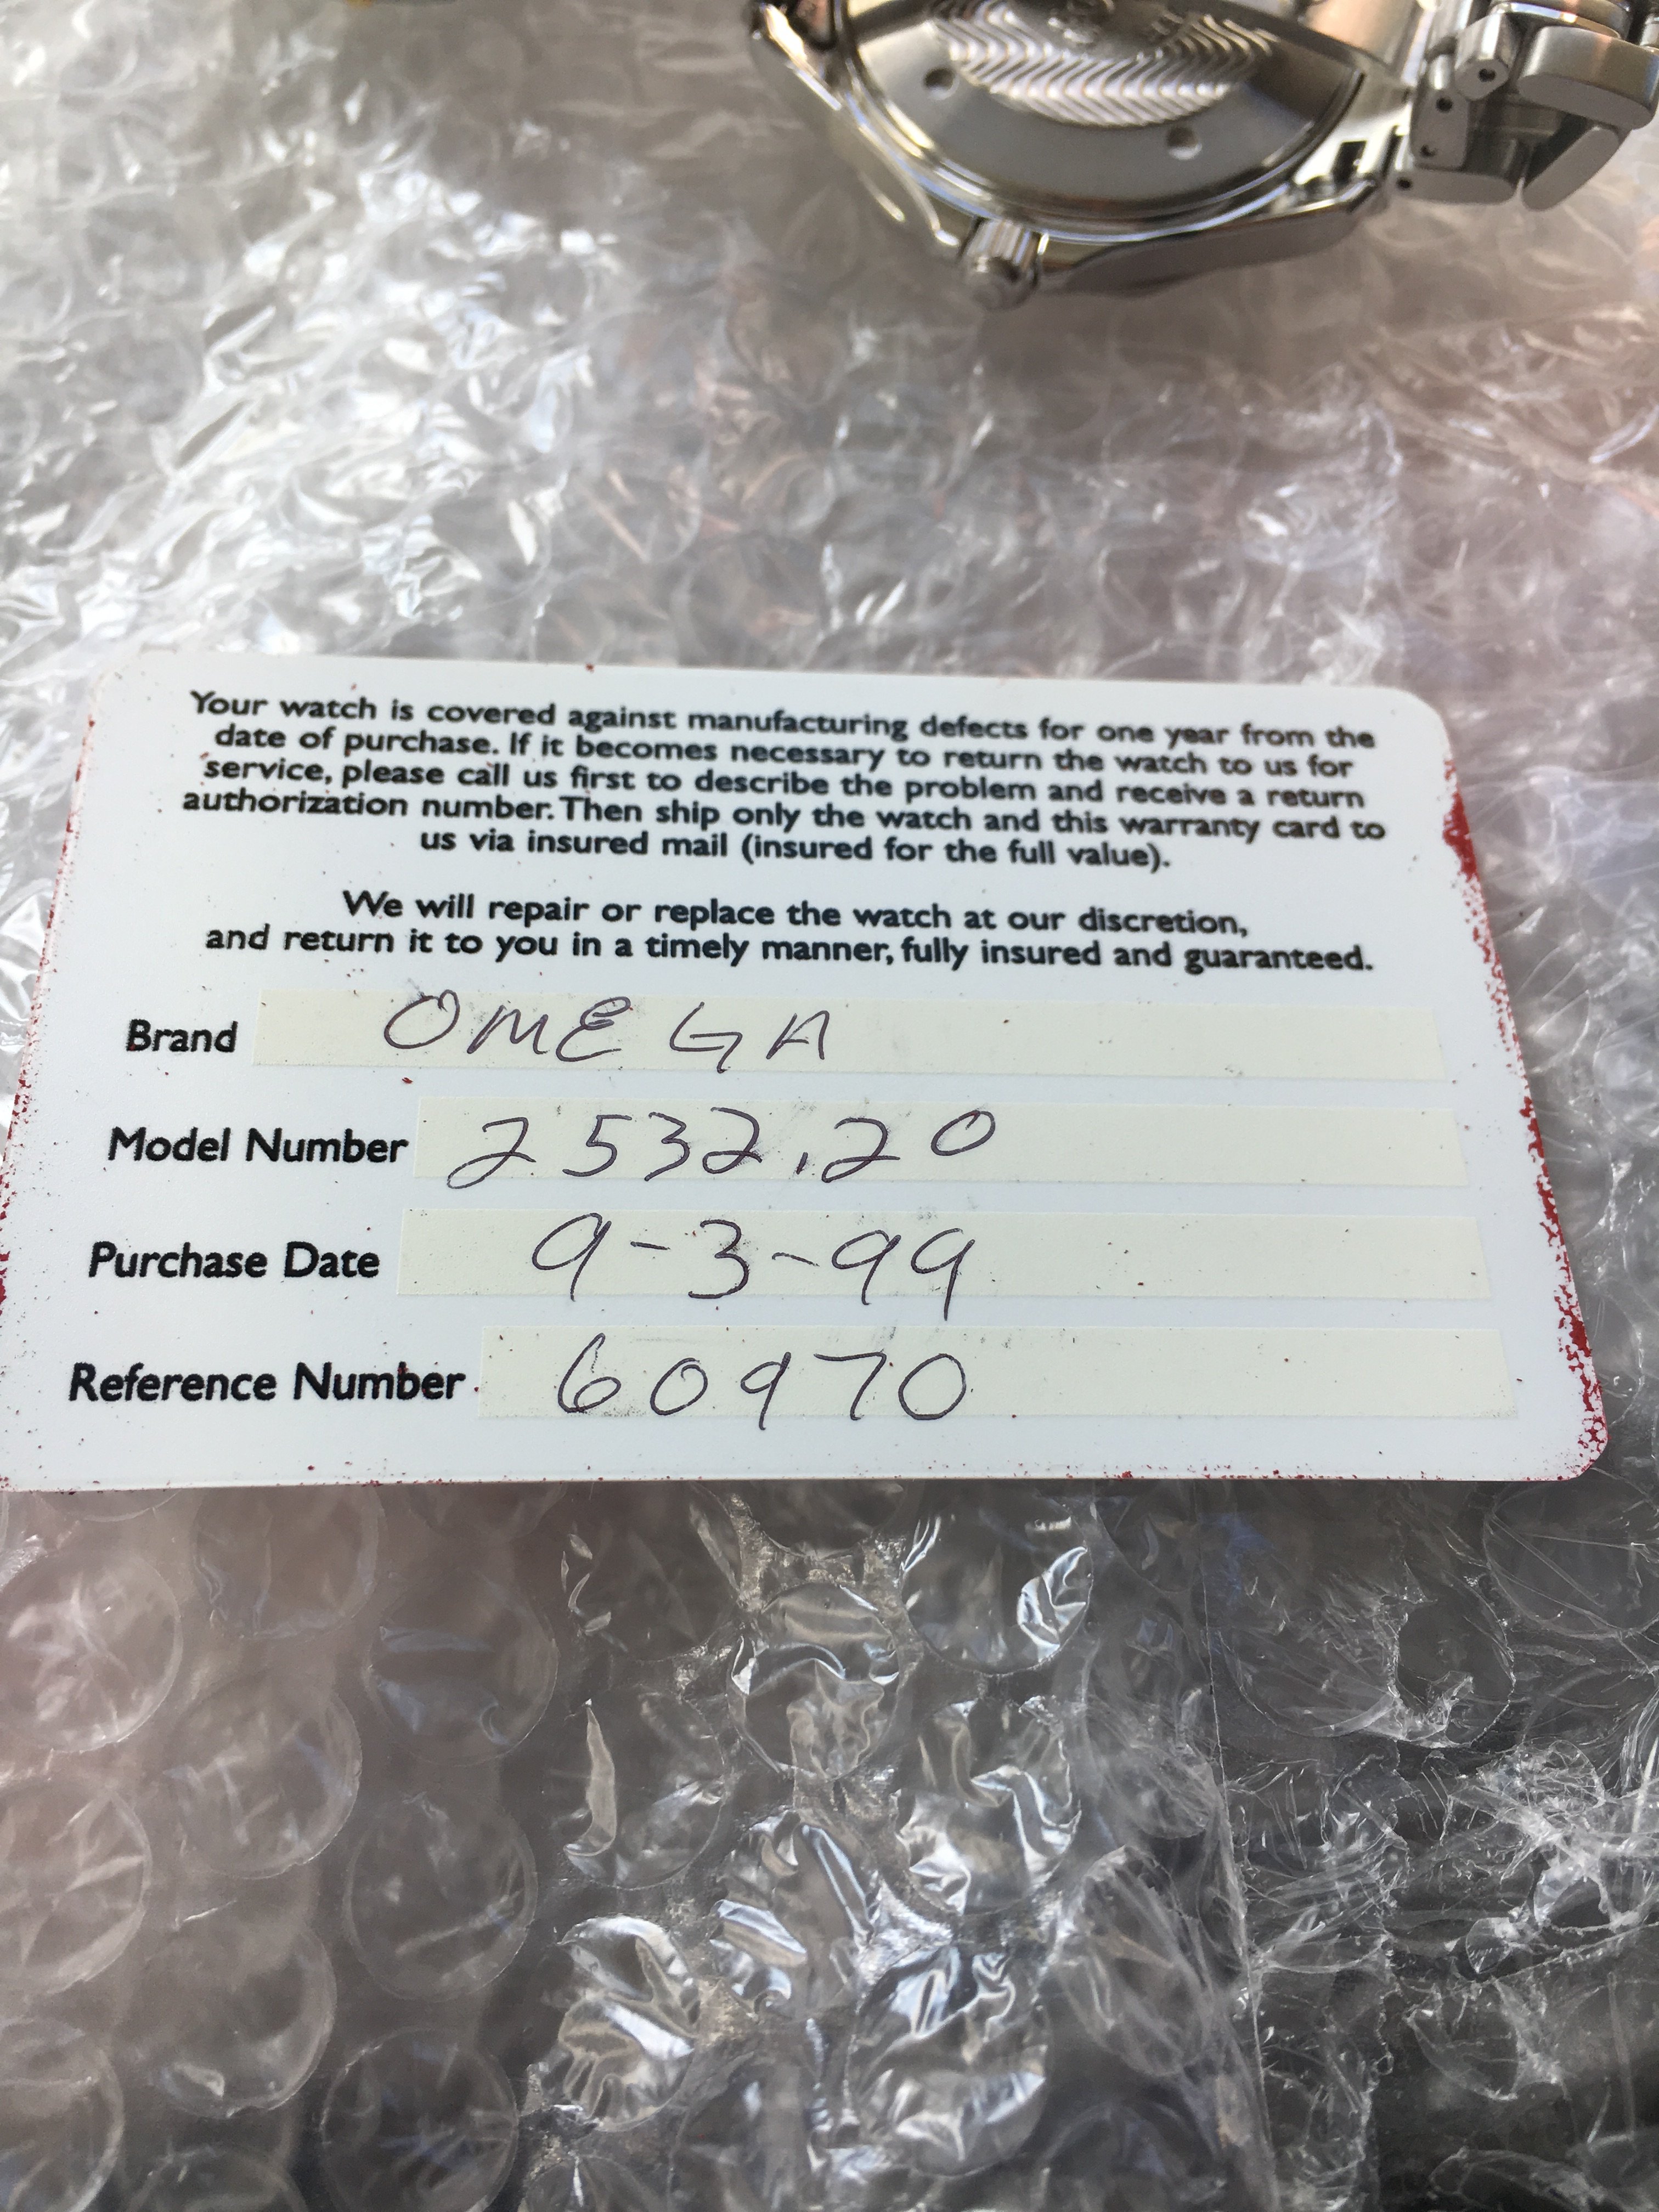 Your watch is covered against manufacturing defects for one year from the
date of purchase. If it becomes necessary to return the watch to us for
service, please call us first to describe the problem and receive a return
authorization number. Then ship only the watch and this warranty card to
us via insured mail (insured for the full value).
We will repair or replace the watch at our discretion,
and return it to you in a timely manner, fully insured and guaranteed.
Brand OMEGA
Model Number 2532.20
Purchase Date 9-3-99
Reference Number 60970